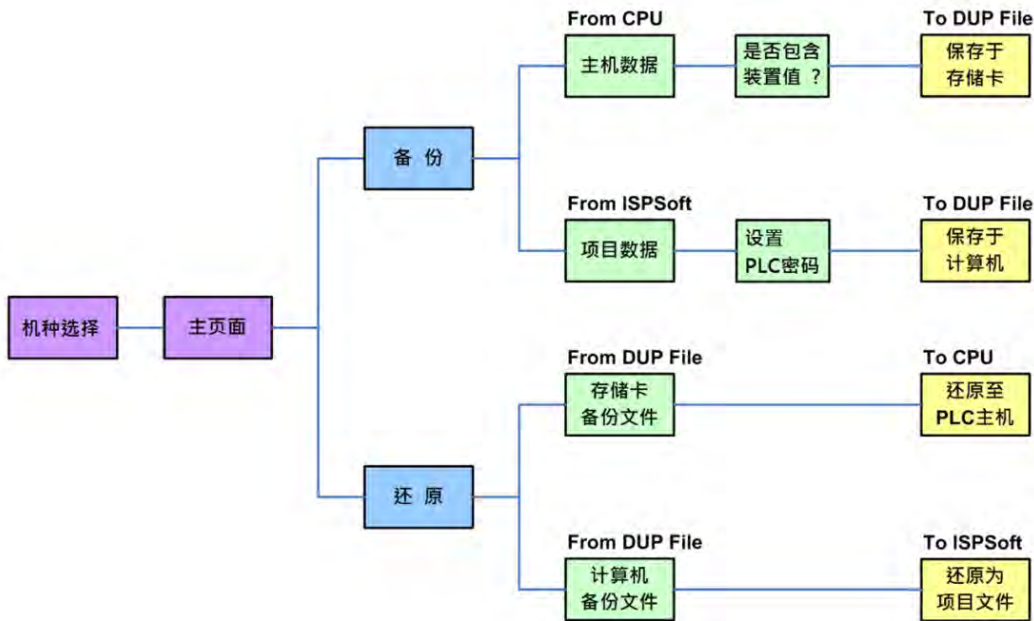 From CPU
主机数据
是否包含
装置值 ?
To DUP File
保存于
存储卡
备 份
From ISPSoft
项目数据
设置
PLC密码
To DUP File
保存于
计算机
机种选择
主页面
From DUP File
存储卡
备份文件
To CPU
还原至
PLC主机
还 原
From DUP File
计算机
备份文件
To ISPSoft
还原为
项目文件